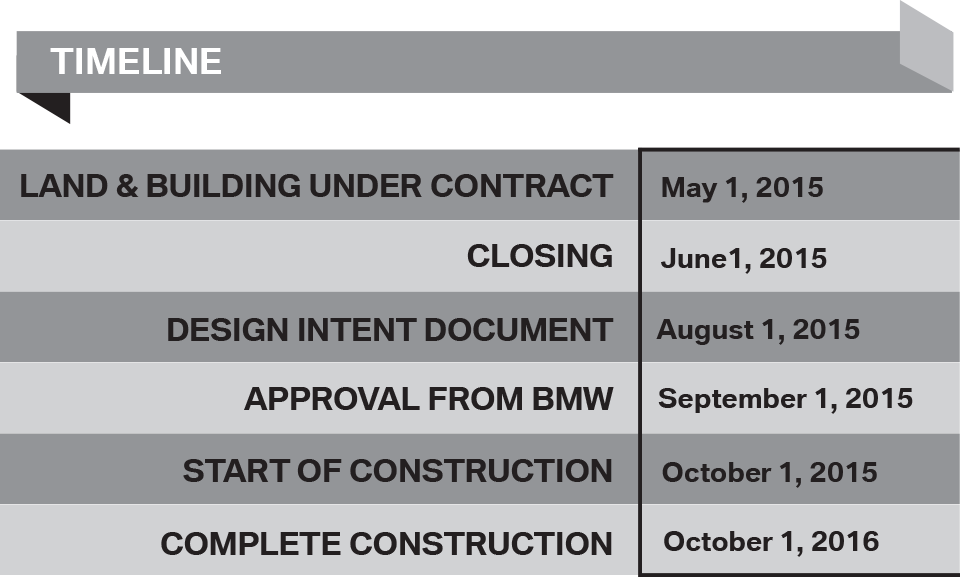 TIMELINE
LAND & BUILDING UNDER CONTRACT May 1, 2015
CLOSING June1, 2015
DESIGN INTENT DOCUMENT August 1, 2015
APPROVAL FROM BMW September 1, 2015
START OF CONSTRUCTION October 1, 2015
COMPLETE CONSTRUCTION October 1, 2016